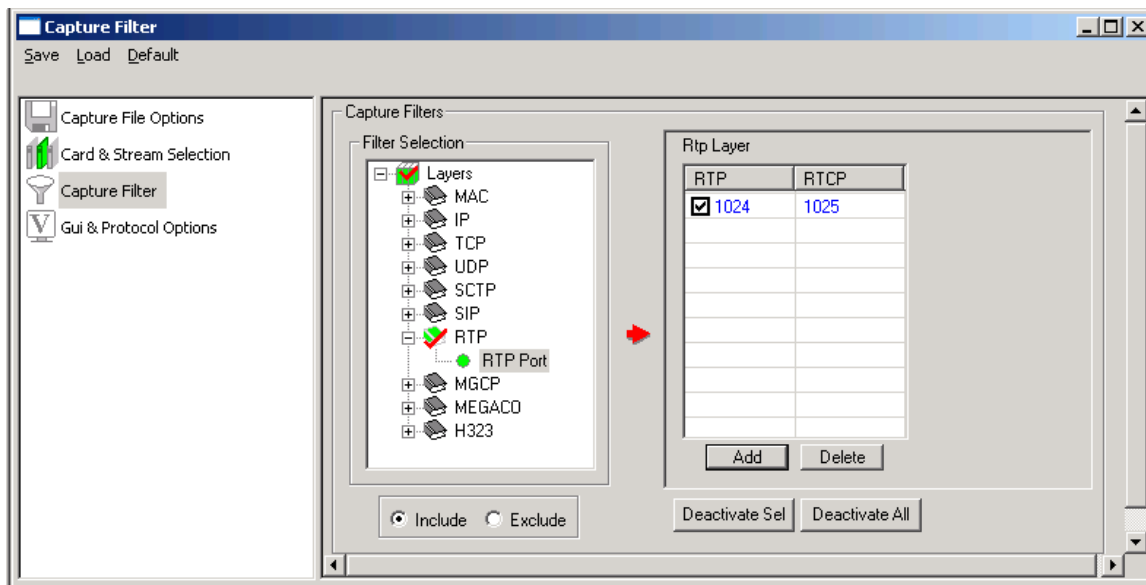 Capture Filter
Save Load Default
Capture File Options
Card & Stream Selection
Capture Filter
Gui & Protocol Options
Capture Filters
Filter Selection
Layers
MAC
IP
TCP
UDP
SCTP
SIP
RTP
RTP Port
MGCP
MEGACO
H323
Include Exclude
Rtp Layer
RTP RTCP
1024 1025
Add Delete
Deactivate Sel Deactivate All